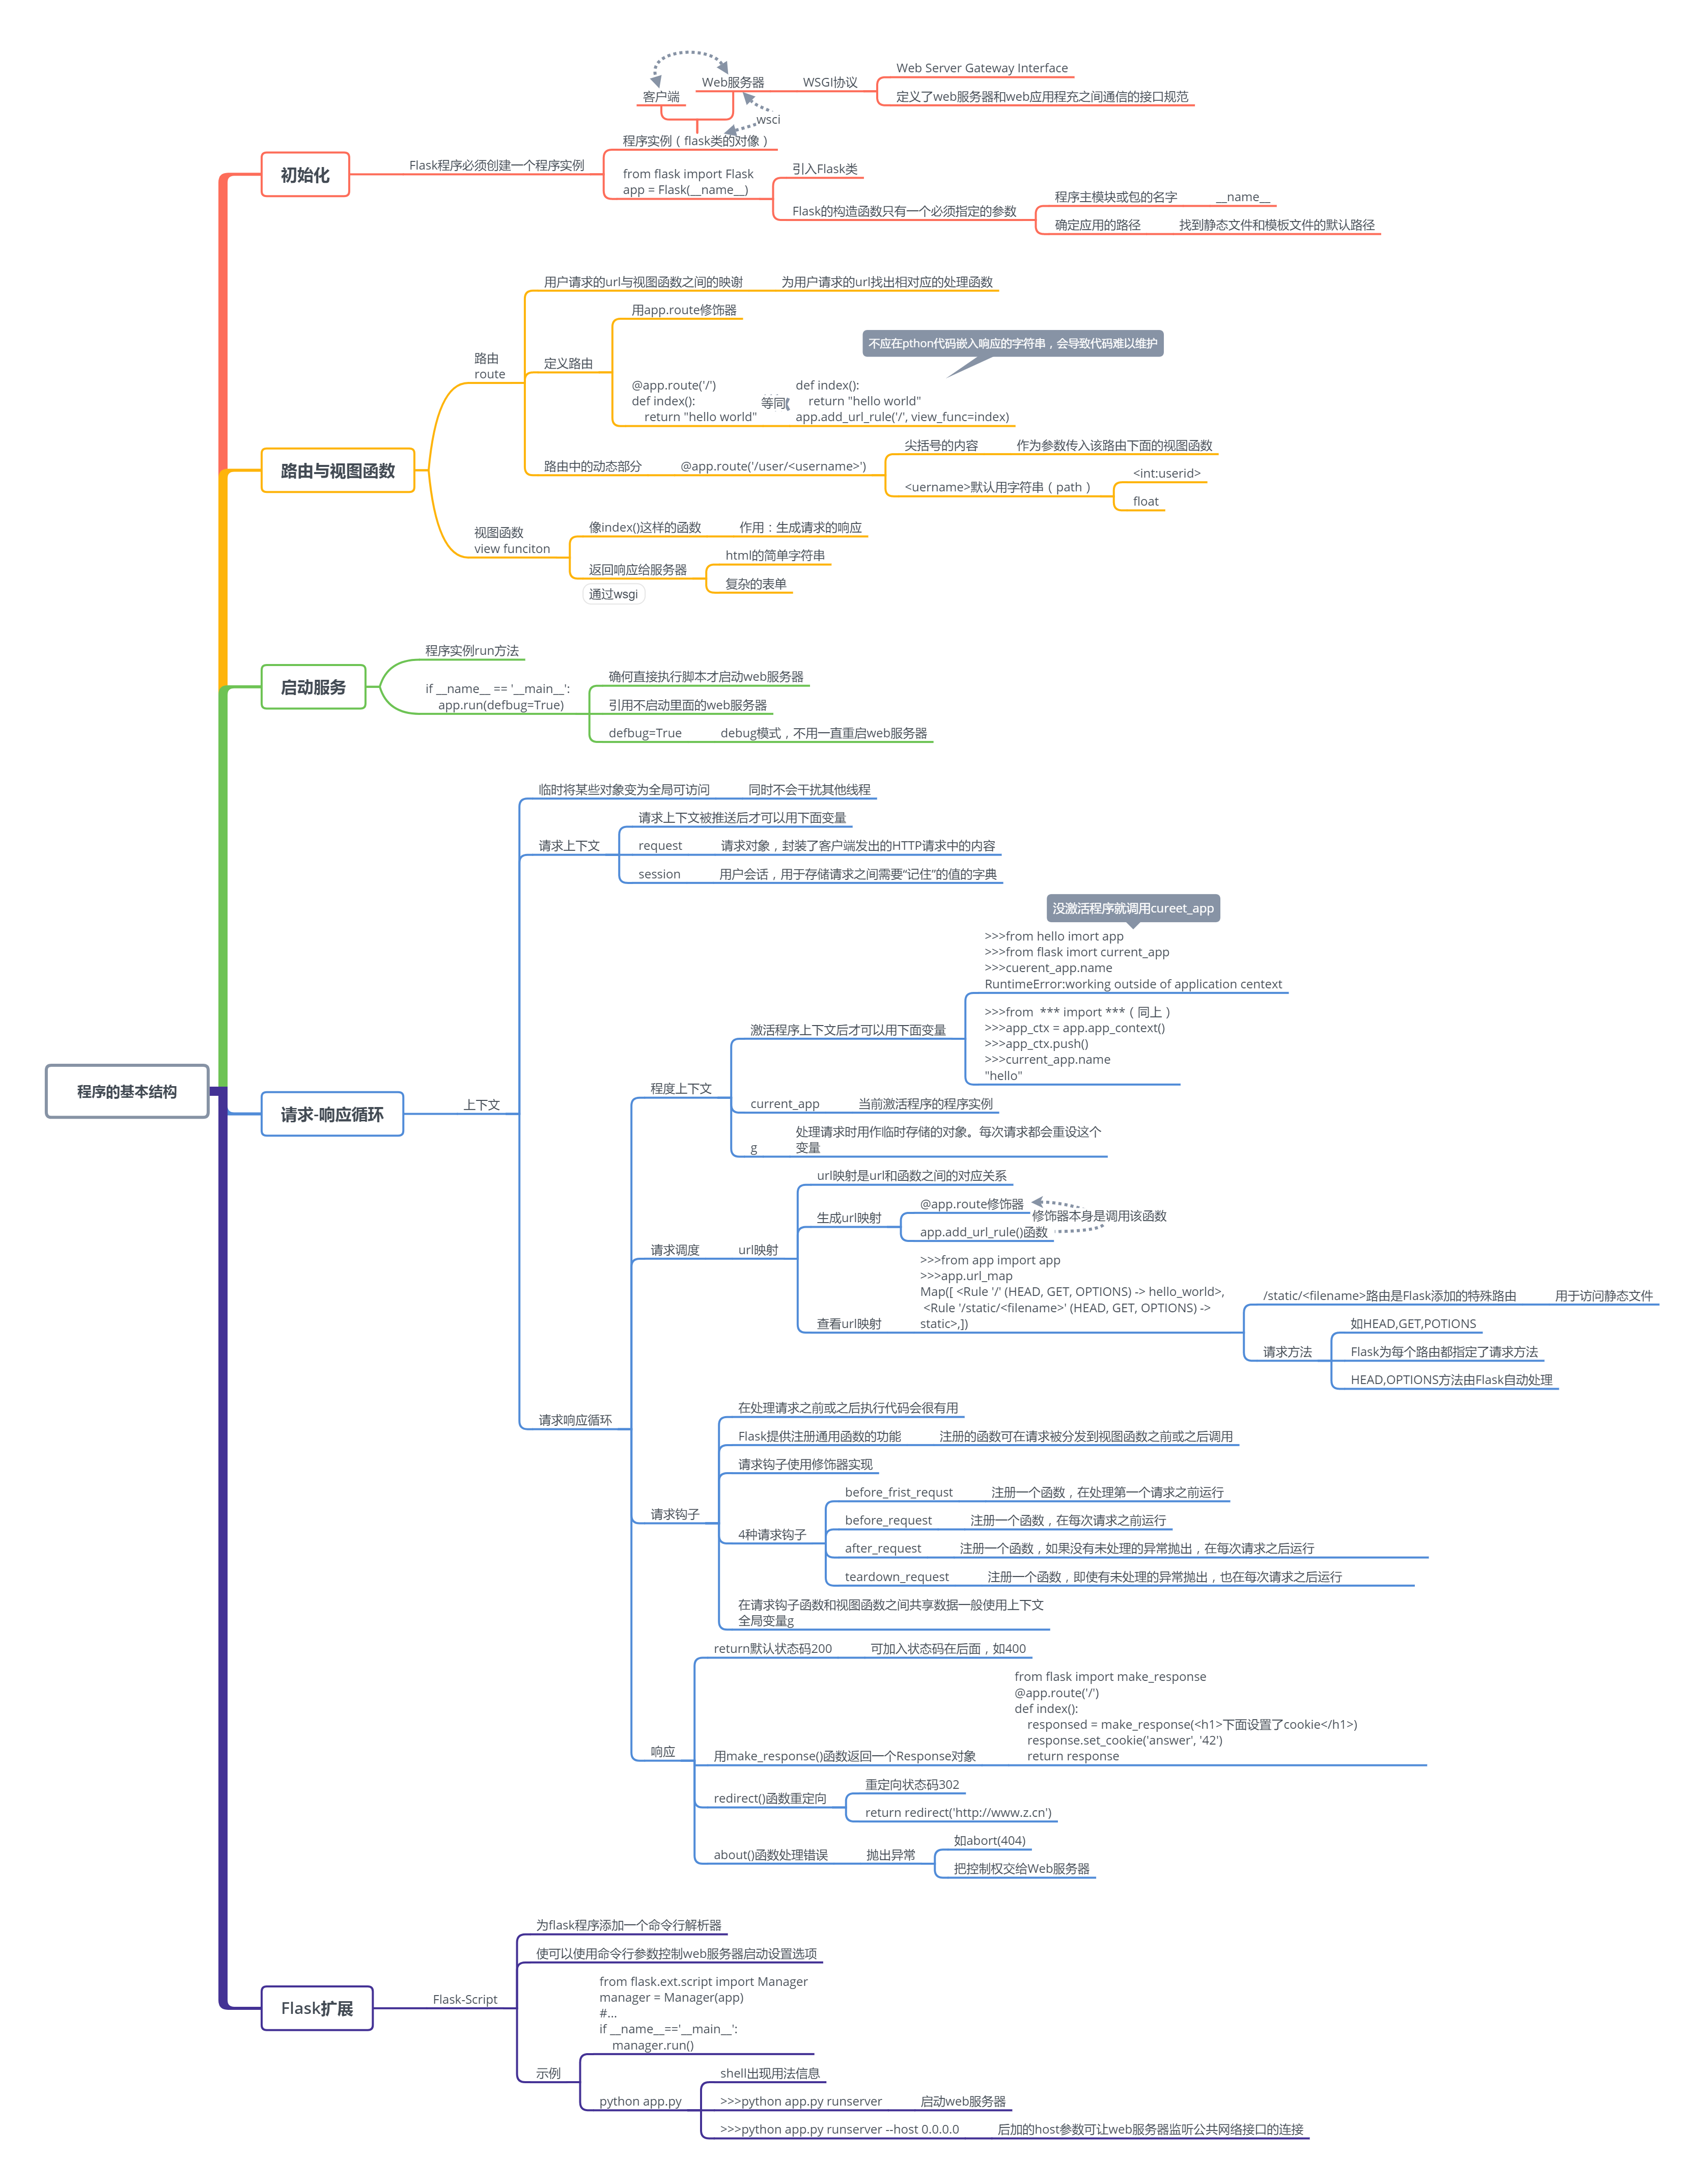 程序的基本结构
初始化
Flask程序必须创建一个程序实例
客户端
Web服务器
WSGI协议
Web Server Gateway Interface
定义了web服务器和web应用程充之间通信的接口规范
wsci
程序实例（flask类的对像）
from flask import Flask
app = Flask(__name__)
引入Flask类
Flask的构造函数只有一个必须指定的参数
程序主模块或包的名字
__name__
确定应用的路径
找到静态文件和模板文件的默认路径
路由与视图函数
路由
route
用户请求的url与视图函数之间的映谢
为用户请求的url找出相对应的处理函数
定义路由
用app.route修饰器
不应在pthon代码嵌入响应的字符串，会导致代码难以维护
@app.route('/')
def index():
return "hello world"
等同
def index():
return "hello world"
app.add_url_rule('/', view_func=index)
路由中的动态部分
@app.route('/user/<username>')
尖括号的内容
作为参数传入该路由下面的视图函数
<uername>默认用字符串（path）
<int:userid>
float
视图函数
view funciton
像index()这样的函数
作用：生成请求的响应
返回响应给服务器
通过wsgi
html的简单字符串
复杂的表单
启动服务
程序实例run方法
if __name__ == '__main__':
app.run(defbug=True)
确何直接执行脚本才启动web服务器
引用不启动里面的web服务器
defbug=True
debug模式，不用一直重启web服务器
请求-响应循环
上下文
临时将某些对象变为全局可访问
同时不会干扰其他线程
请求上下文
请求上下文被推送后才可以用下面变量
request
请求对象，封装了客户端发出的HTTP请求中的内容
session
用户会话，用于存储请求之间需要“记住”的值的字典
请求响应循环
程度上下文
激活程序上下文后才可以用下面变量
没激活程序就调用cureet_app
>>>from hello imort app
>>>from flask imort current_app
>>>cuerent_app.name
RuntimeError:working outside of application centext
>>>from  *** import ***（同上）
>>>app_ctx = app.app_context()
>>>app_ctx.push()
>>>current_app.name
"hello"
current_app
当前激活程序的程序实例
g
处理请求时用作临时存储的对象。每次请求都会重设这个
变量
请求调度
url映射
url映射是url和函数之间的对应关系
生成url映射
@app.route修饰器
修饰器本身是调用该函数
app.add_url_rule()函数
查看url映射
>>>from app import app
>>>app.url_map
Map([ <Rule '/' (HEAD, GET, OPTIONS) -> hello_world>,
<Rule '/static/<filename>' (HEAD, GET, OPTIONS) ->
static>,])
/static/<filename>路由是Flask添加的特殊路由
用于访问静态文件
请求方法
如HEAD,GET,POTIONS
Flask为每个路由都指定了请求方法
HEAD,OPTIONS方法由Flask自动处理
请求钩子
在处理请求之前或之后执行代码会很有用
Flask提供注册通用函数的功能
注册的函数可在请求被分发到视图函数之前或之后调用
请求钩子使用修饰器实现
4种请求钩子
before_frist_requst
注册一个函数，在处理第一个请求之前运行
before_request
注册一个函数，在每次请求之前运行
after_request
注册一个函数，如果没有未处理的异常抛出，在每次请求之后运行
teardown_request
注册一个函数，即使有未处理的异常抛出，也在每次请求之后运行
在请求钩子函数和视图函数之间共享数据一般使用上下文
全局变量g
响应
return默认状态码200
可加入状态码在后面，如400
用make_response()函数返回一个Response对象
from flask import make_response
@app.route('/')
def index():
responsed = make_response(<h1>下面设置了cookie</h1>)
response.set_cookie('answer', '42')
return response
redirect()函数重定向
重定向状态码302
return redirect('http://www.z.cn')
about()函数处理错误
抛出异常
如abort(404)
把控制权交给Web服务器
Flask扩展
Flask-Script
为flask程序添加一个命令行解析器
使可以使用命令行参数控制web服务器启动设置选项
示例
from flask.ext.script import Manager
manager = Manager(app)
#...
if __name__=='__main__':
manager.run()
python app.py
shell出现用法信息
>>>python app.py runserver
启动web服务器
>>>python app.py runserver --host 0.0.0.0
后加的host参数可让web服务器监听公共网络接口的连接